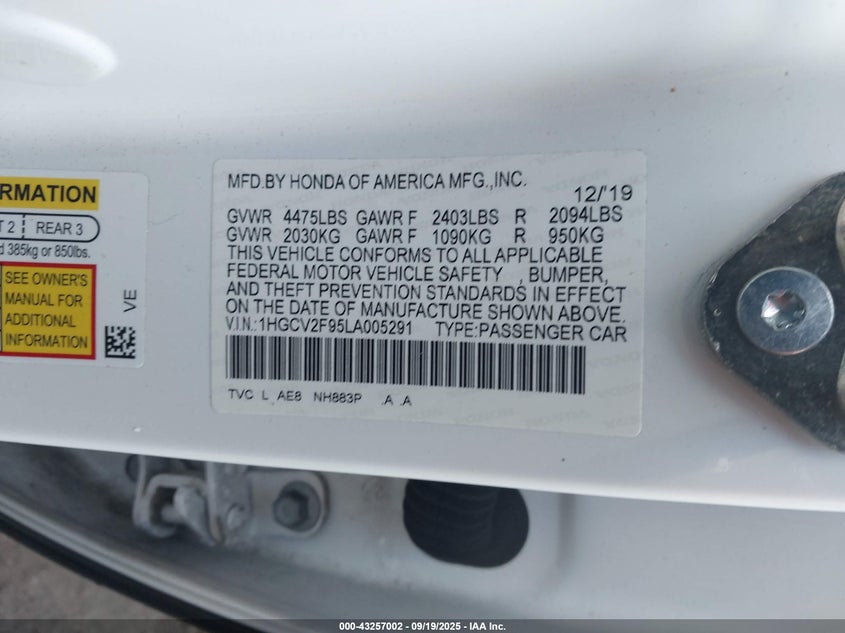 RMATION
T 2 REAR 3
d 385kg or 850lbs.
SEE OWNER'S
MANUAL FOR
ADDITIONAL
INFORMATION
VE
MFD.BY HONDA OF AMERICA MFG.,INC.
12/'19
GVWR 4475LBS GAWR F 2403LBS R 2094LBS
GVWR 2030KG GAWR F 1090KG R 950KG
THIS VEHICLE CONFORMS TO ALL APPLICABLE
FEDERAL MOTOR VEHICLE SAFETY , BUMPER,
AND THEFT PREVENTION STANDARDS IN EFFECT
ON THE DATE OF MANUFACTURE SHOWN ABOVE.
V.I.N.:1HGCV2F95LA005291 TYPE:PASSENGER CAR
TVC L AE8 NH883P .A .A
000-43257002 - 09/19/2025 - IAA Inc.